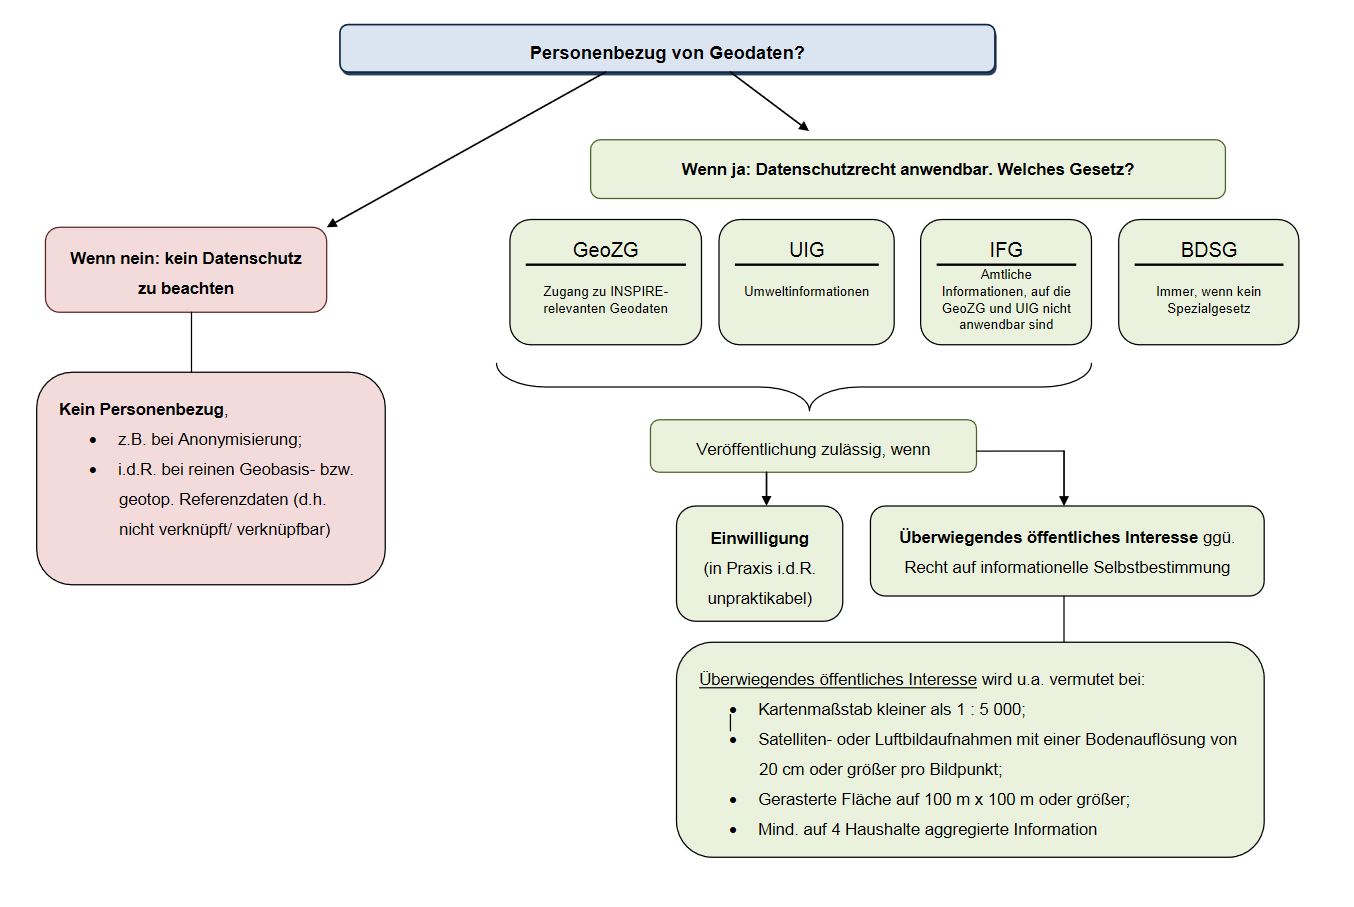 Personenbezug von Geodaten?
Wenn ja: Datenschutzrecht anwendbar. Welches Gesetz?
Wenn nein: kein Datenschutz
zu beachten
GeoZG
Zugang zu INSPIRE-
relevanten Geodaten
UIG
Umweltinformationen
IFG
Amtliche
Informationen, auf die
GeoZG und UIG nicht
anwendbar sind
BDSG
Immer, wenn kein
Spezialgesetz
Kein Personenbezug,
• z.B. bei Anonymisierung;
• i.d.R. bei reinen Geobasis- bzw.
geotop. Referenzdaten (d.h.
nicht verknüpft/ verknüpfbar)
Veröffentlichung zulässig, wenn
Einwilligung
(in Praxis i.d.R.
unpraktikabel)
Überwiegendes öffentliches Interesse ggü.
Recht auf informationelle Selbstbestimmung
Überwiegendes öffentliches Interesse wird u.a. vermutet bei:
• Kartenmaßstab kleiner als 1 : 5 000;
• Satelliten- oder Luftbildaufnahmen mit einer Bodenauflösung von
20 cm oder größer pro Bildpunkt;
• Gerasterte Fläche auf 100 m x 100 m oder größer;
• Mind. auf 4 Haushalte aggregierte Information